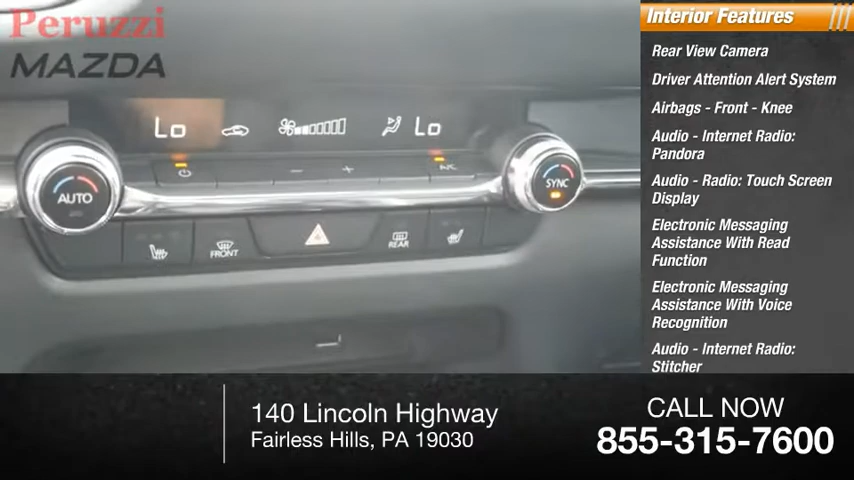 Peruzzi
MAZDA
Lo
Lo
AUTO
A/C
SYNC
FRONT
REAR
Interior Features
Rear View Camera
Driver Attention Alert System
Airbags - Front - Knee
Audio - Internet Radio:
Pandora
Audio - Radio: Touch Screen
Display
Electronic Messaging
Assistance With Read
Function
Electronic Messaging
Assistance With Voice
Recognition
Audio - Internet Radio:
Stitcher
140 Lincoln Highway
Fairless Hills, PA 19030
CALL NOW
855-315-7600